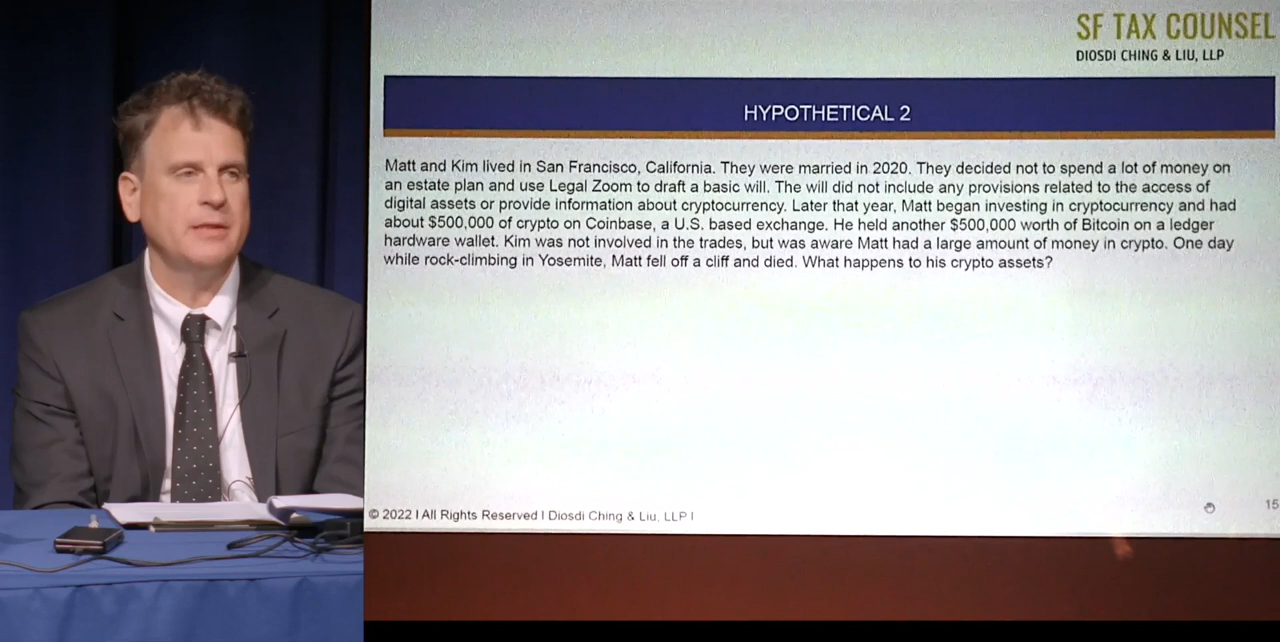 SF TAX COUNSEL
DIOSDI CHING & LIU, LLP
HYPOTHETICAL 2
Matt and Kim lived in San Francisco, California. They were married in 2020. They decided not to spend a lot of money on
an estate plan and use Legal Zoom to draft a basic will. The will did not include any provisions related to the access of
digital assets or provide information about cryptocurrency. Later that year, Matt began investing in cryptocurrency and had
about $500,000 of crypto on Coinbase, a U.S. based exchange. He held another $500,000 worth of Bitcoin on a ledger
hardware wallet. Kim was not involved in the trades, but was aware Matt had a large amount of money in crypto. One day
while rock-climbing in Yosemite, Matt fell off a cliff and died. What happens to his crypto assets?
© 2022 I All Rights Reserved I Diosdi Ching & Liu, LLP I
15